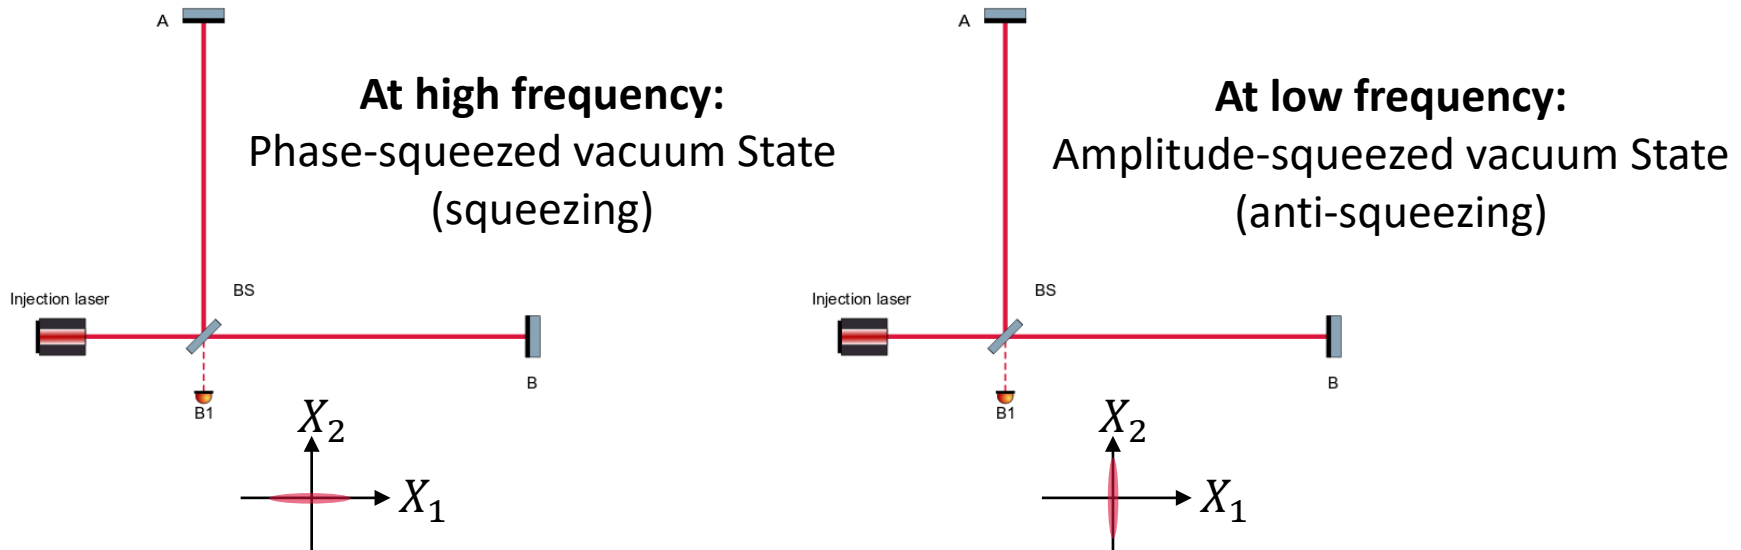 A
At high frequency:
Phase-squeezed vacuum State
(squeezing)
BS
Injection laser
B
B1
X₂
X₁
A
At low frequency:
Amplitude-squeezed vacuum State
(anti-squeezing)
BS
Injection laser
B
B1
X₂
X₁